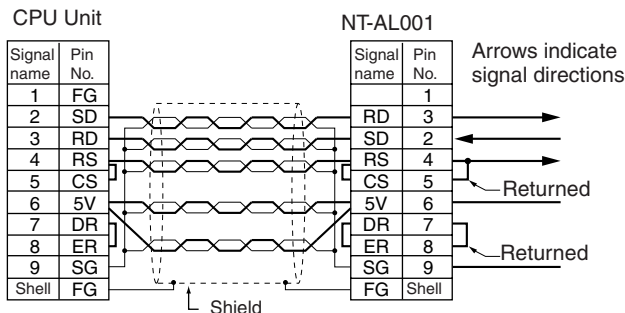 CPU Unit
NT-AL001
Signal name Pin No.
Signal name Pin No.
Arrows indicate signal directions
1 FG 1
2 SD RD 3
3 RD SD 2
4 RS RS 4
5 CS CS 5
Returned
6 5V 5V 6
7 DR DR 7
8 ER ER 8
Returned
9 SG SG 9
Shell FG FG Shell
Shield